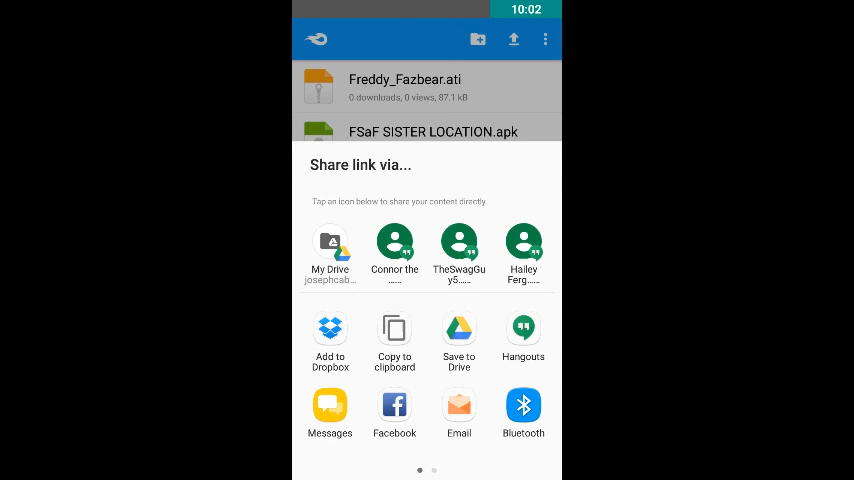 10:02
Freddy_Fazbear.ati
0 downloads, 0 views, 87.1 kB
FSaF SISTER LOCATION.apk
Share link via...
Tap an icon below to share your content directly.
My Drive
josephcab...
Connor the
......
TheSwagGu
y5......
Hailey
Ferg......
Add to
Dropbox
Copy to
clipboard
Save to
Drive
Hangouts
Messages
Facebook
Email
Bluetooth